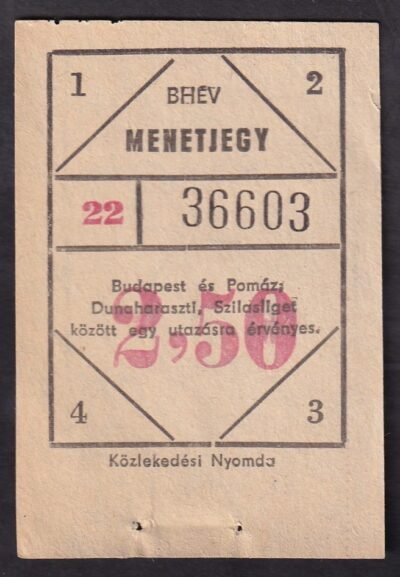 1 2
BHÉV
MENETJEGY
22 36603
Budapest és Pomáz,
Dunaharaszti, Szilasliget
között egy utazásra érvényes.
2,50
4 3
Közlekedési Nyomda